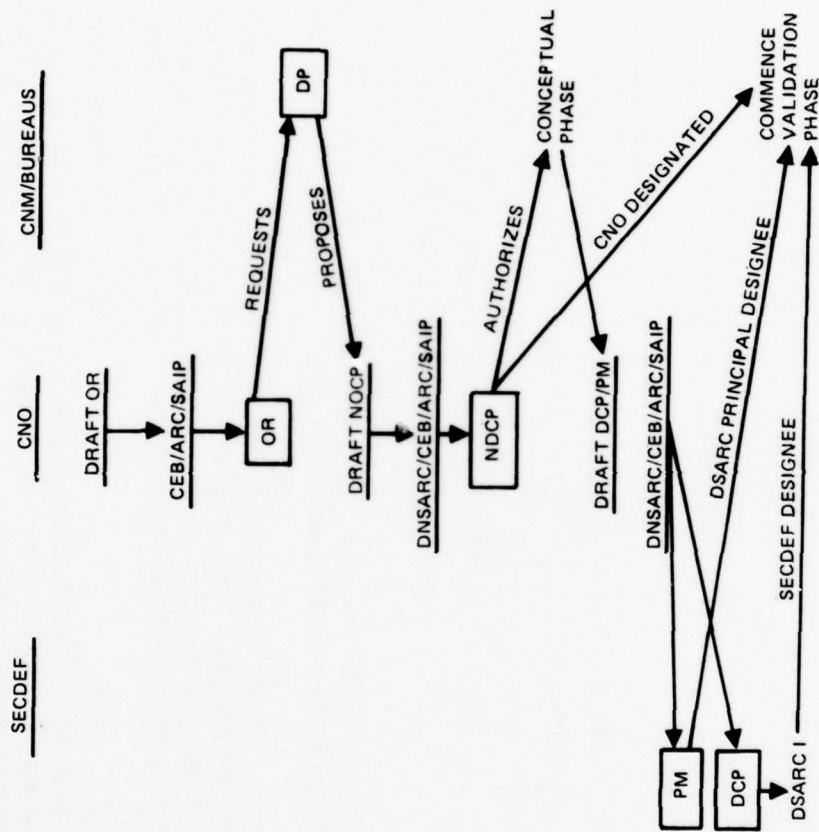 SECDEF
CNO
CNM/BUREAUS
DRAFT OR
CEB/ARC/SAIP
OR
REQUESTS
DP
PROPOSES
DRAFT NOCP
DNSARC/CEB/ARC/SAIP
NDCP
AUTHORIZES
CONCEPTUAL
PHASE
CNO DESIGNATED
DRAFT DCP/PM
DNSARC/CEB/ARC/SAIP
PM
DSARC PRINCIPAL DESIGNEE
DCP
DSARC I
SECDEF DESIGNEE
COMMENCE
VALIDATION
PHASE